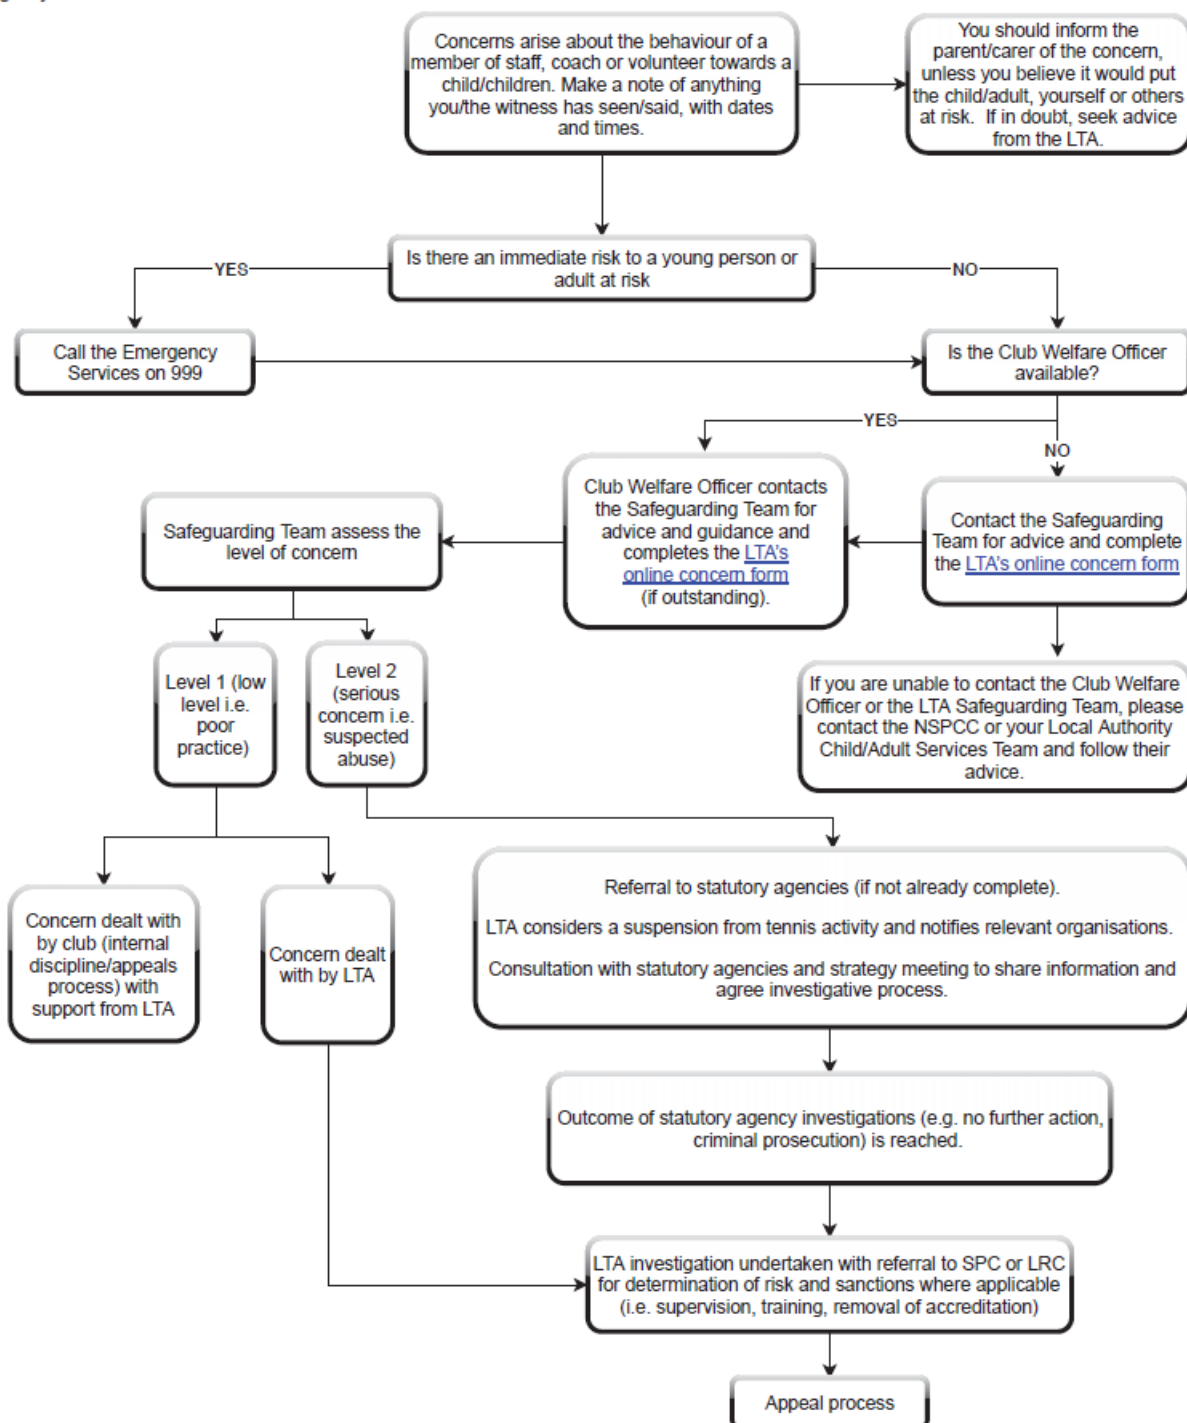 Concerns arise about the behaviour of a
member of staff, coach or volunteer towards a
child/children. Make a note of anything
you/the witness has seen/said, with dates
and times.
You should inform the
parent/carer of the concern,
unless you believe it would put
the child/adult, yourself or others
at risk. If in doubt, seek advice
from the LTA.
Is there an immediate risk to a young person or
adult at risk
YES
NO
Call the Emergency
Services on 999
Is the Club Welfare Officer
available?
YES
NO
Club Welfare Officer contacts
the Safeguarding Team for
advice and guidance and
completes the LTA's
online concern form
(if outstanding).
Contact the Safeguarding
Team for advice and complete
the LTA's online concern form
Safeguarding Team assess the
level of concern
If you are unable to contact the Club Welfare
Officer or the LTA Safeguarding Team, please
contact the NSPCC or your Local Authority
Child/Adult Services Team and follow their
advice.
Level 1 (low
level i.e.
poor
practice)
Level 2
(serious
concern i.e.
suspected
abuse)
Concern dealt with
by club (internal
discipline/appeals
process) with
support from LTA
Concern dealt
with by LTA
Referral to statutory agencies (if not already complete).
LTA considers a suspension from tennis activity and notifies relevant organisations.
Consultation with statutory agencies and strategy meeting to share information and
agree investigative process.
Outcome of statutory agency investigations (e.g. no further action,
criminal prosecution) is reached.
LTA investigation undertaken with referral to SPC or LRC
for determination of risk and sanctions where applicable
(i.e. supervision, training, removal of accreditation)
Appeal process